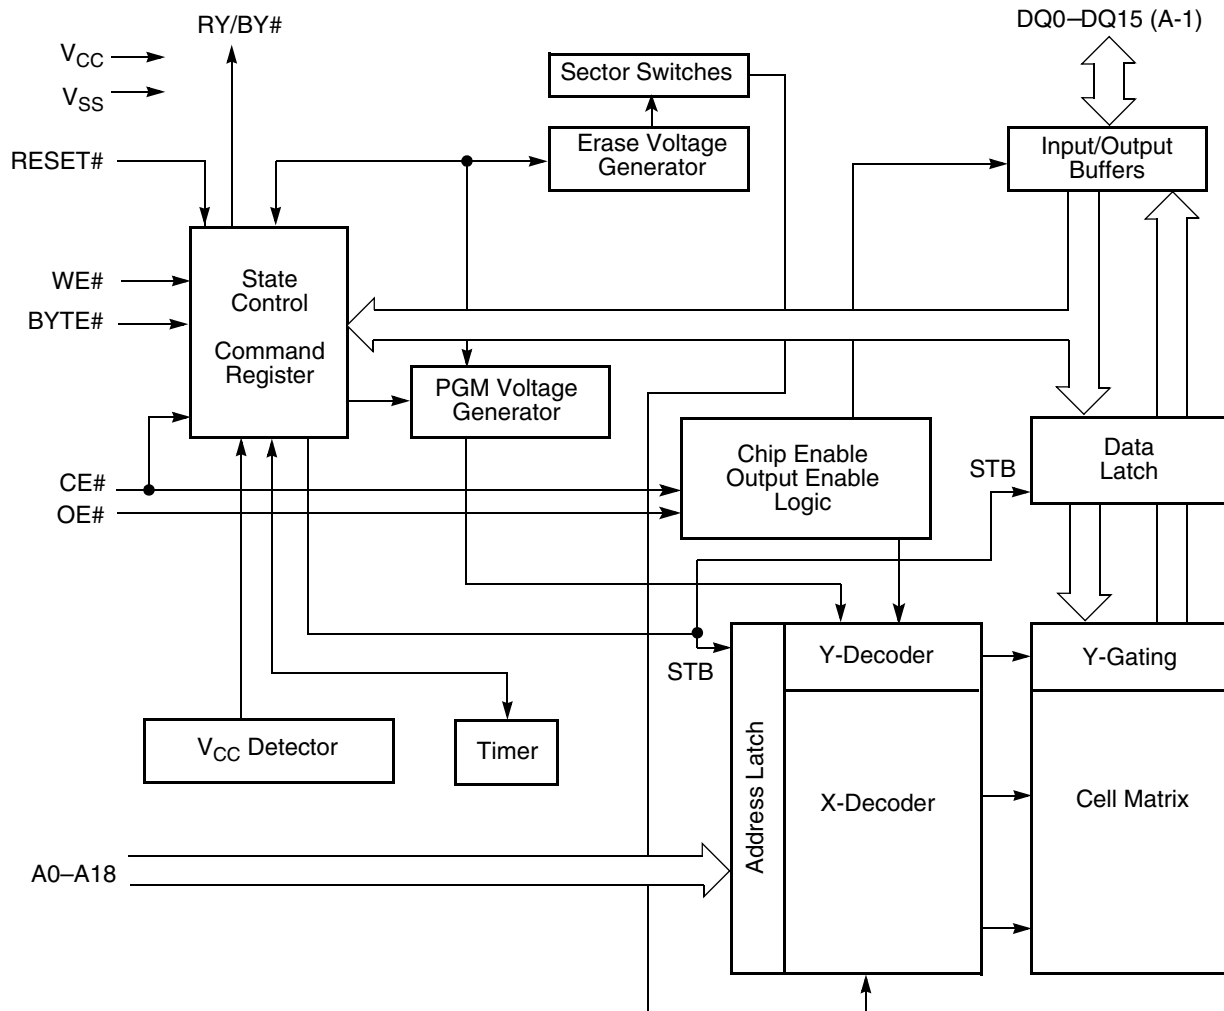 RY/BY#
DQ0–DQ15 (A-1)
VCC
VSS
Sector Switches
RESET#
Erase Voltage
Generator
Input/Output
Buffers
WE#
BYTE#
State
Control
Command
Register
PGM Voltage
Generator
CE#
OE#
Chip Enable
Output Enable
Logic
STB
Data
Latch
STB
Y-Decoder
Y-Gating
VCC Detector
Timer
Address Latch
X-Decoder
Cell Matrix
A0–A18